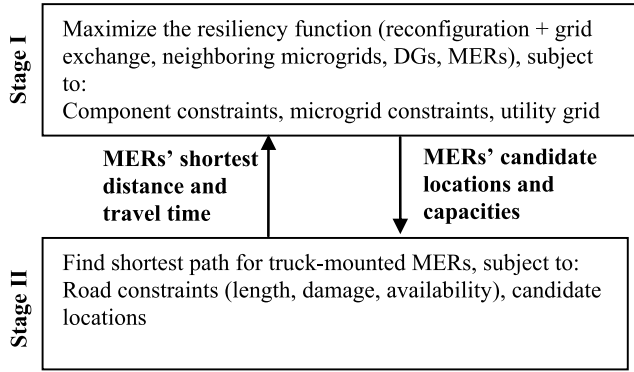 Stage I
Maximize the resiliency function (reconfiguration + grid
exchange, neighboring microgrids, DGs, MERs), subject
to:
Component constraints, microgrid constraints, utility grid
MERs’ shortest
distance and
travel time
MERs’ candidate
locations and
capacities
Stage II
Find shortest path for truck-mounted MERs, subject to:
Road constraints (length, damage, availability), candidate
locations